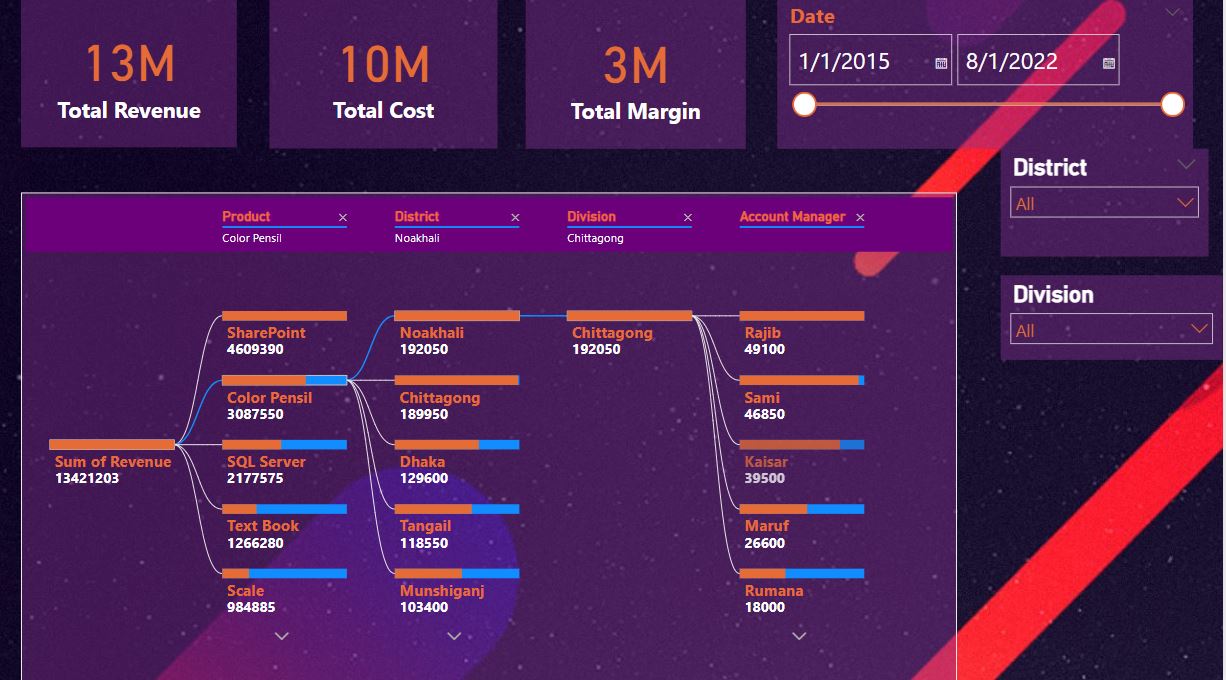 13M
Total Revenue
10M
Total Cost
3M
Total Margin
Date
1/1/2015
8/1/2022
District
All
Division
All
Product
Color Pensil
District
Noakhali
Division
Chittagong
Account Manager
Sum of Revenue
13421203
SharePoint
4609390
Color Pensil
3087550
SQL Server
2177575
Text Book
1266280
Scale
984885
Noakhali
192050
Chittagong
189950
Dhaka
129600
Tangail
118550
Munshiganj
103400
Chittagong
192050
Rajib
49100
Sami
46850
Kaisar
39500
Maruf
26600
Rumana
18000